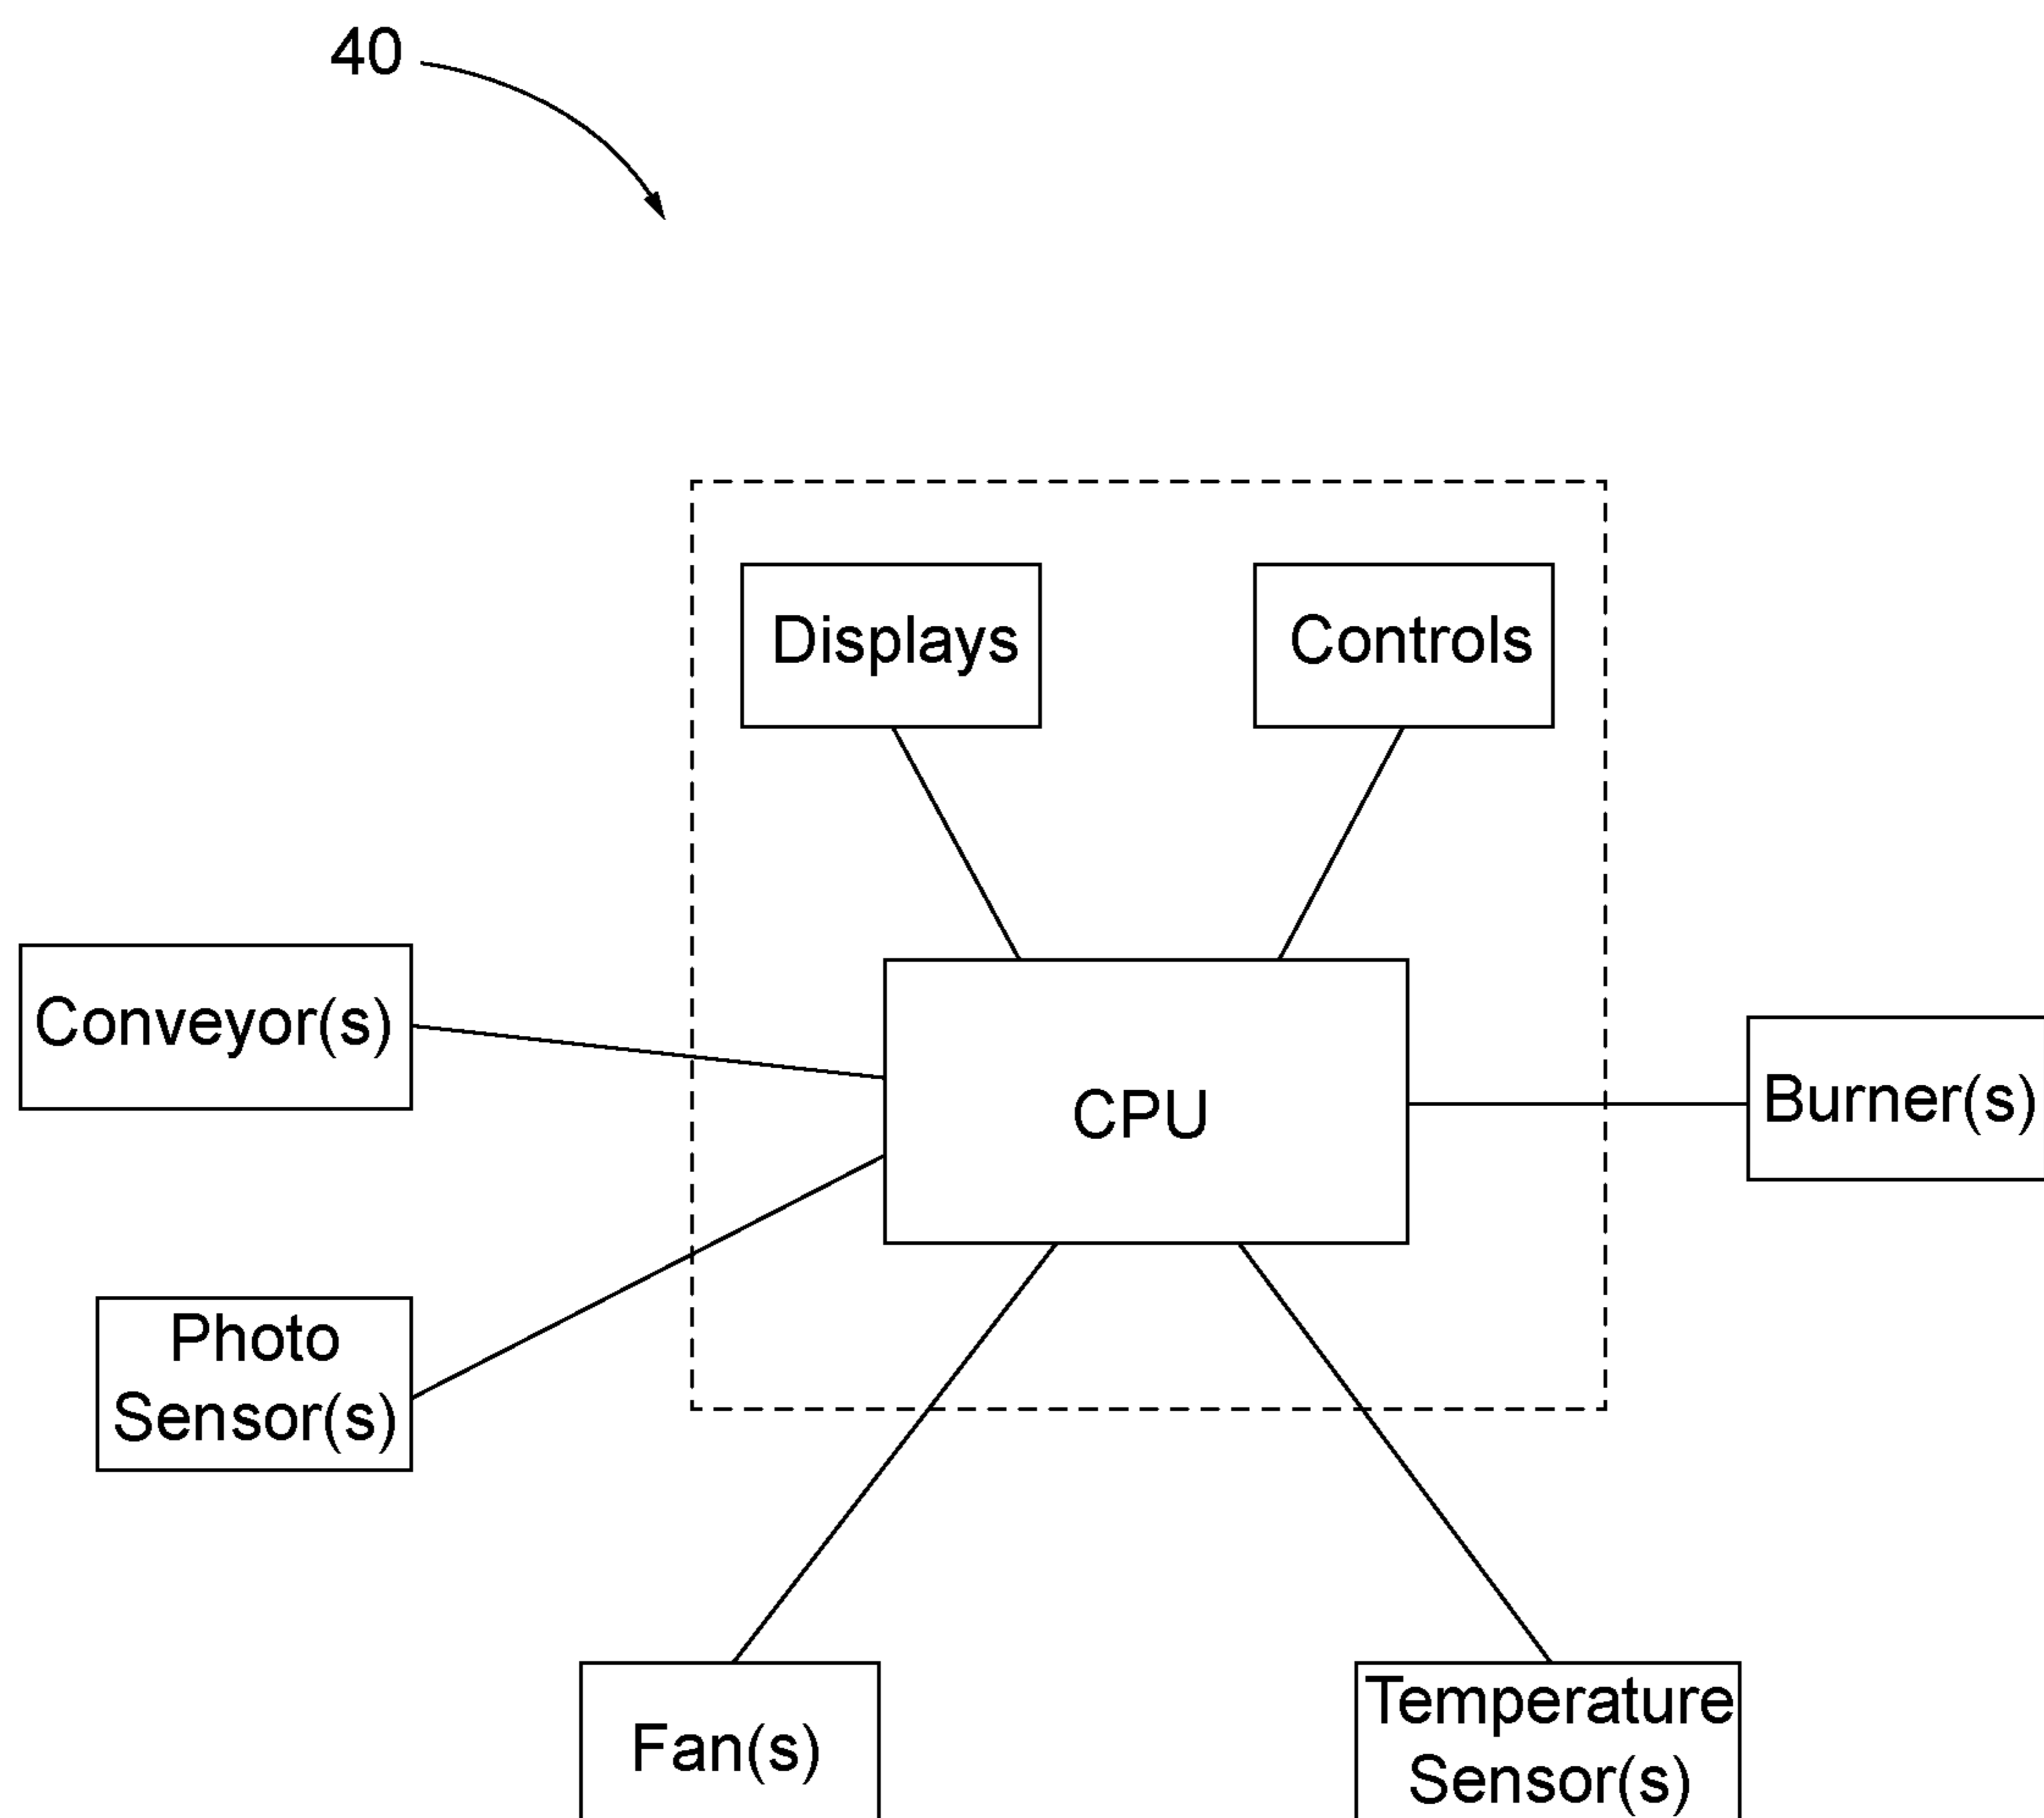 40
Displays
Controls
Conveyor(s)
CPU
Burner(s)
Photo
Sensor(s)
Fan(s)
Temperature
Sensor(s)